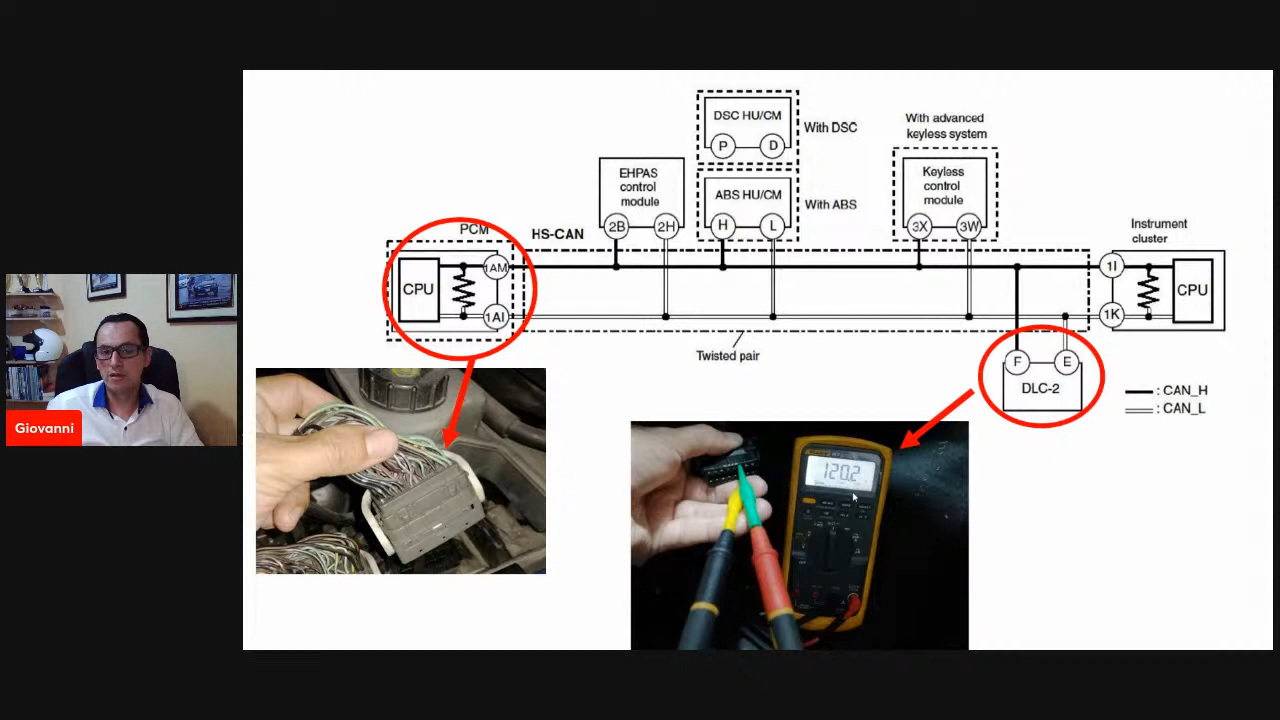 DSC HU/CM
P
D
With DSC
With advanced
keyless system
EHPAS
control
module
2B
2H
ABS HU/CM
H
L
With ABS
Keyless
control
module
3X
3W
PCM
HS-CAN
Instrument
cluster
CPU
1AM
1AI
1I
1K
CPU
Twisted pair
F
E
DLC-2
: CAN_H
: CAN_L
Giovanni
120.2